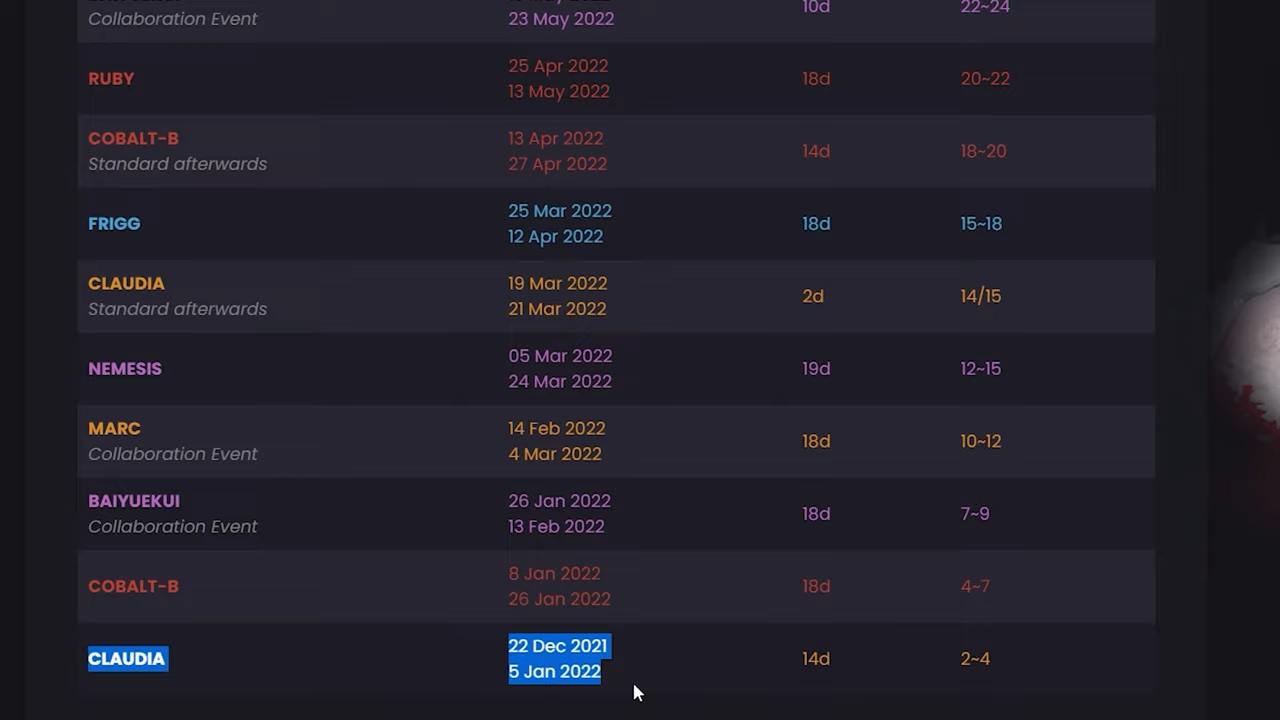 Collaboration Event
23 May 2022
10d
22~24
RUBY
25 Apr 2022
13 May 2022
18d
20~22
COBALT-B
Standard afterwards
13 Apr 2022
27 Apr 2022
14d
18~20
FRIGG
25 Mar 2022
12 Apr 2022
18d
15~18
CLAUDIA
Standard afterwards
19 Mar 2022
21 Mar 2022
2d
14/15
NEMESIS
05 Mar 2022
24 Mar 2022
19d
12~15
MARC
Collaboration Event
14 Feb 2022
4 Mar 2022
18d
10~12
BAIYUEKUI
Collaboration Event
26 Jan 2022
13 Feb 2022
18d
7~9
COBALT-B
8 Jan 2022
26 Jan 2022
18d
4~7
CLAUDIA
22 Dec 2021
5 Jan 2022
14d
2~4